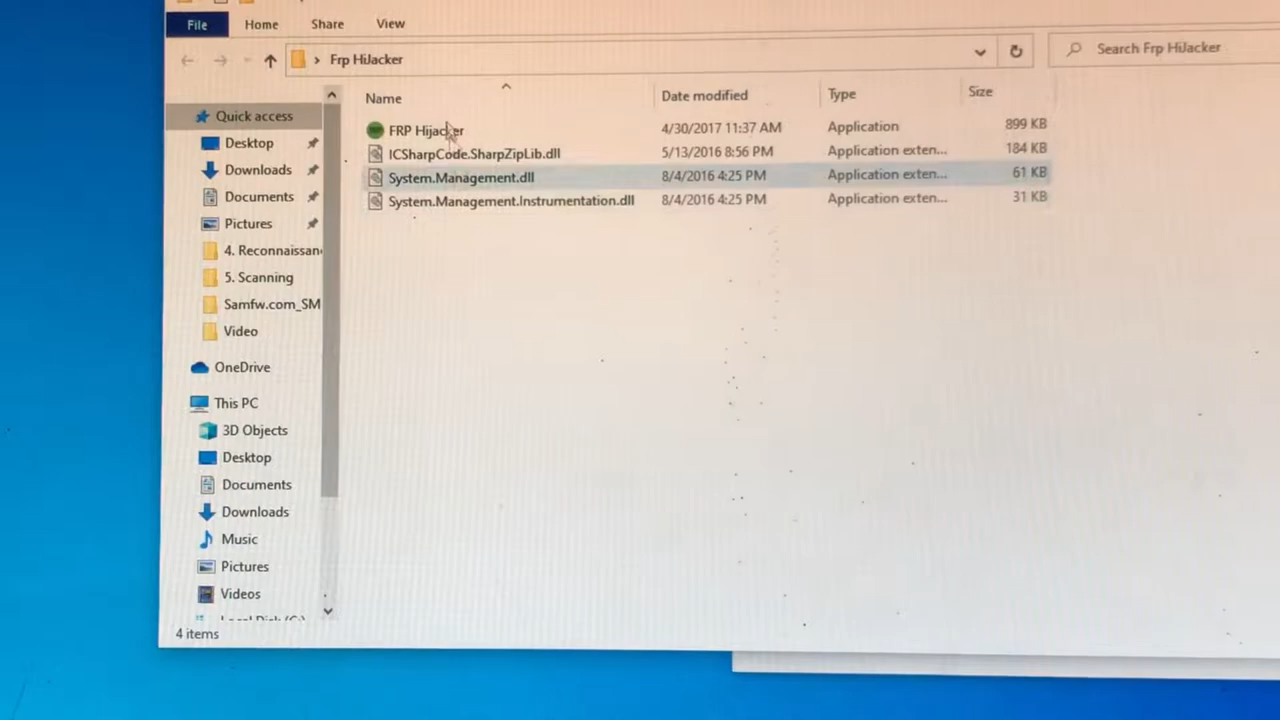 File Home Share View
Frp HiJacker Search Frp HiJacker
Name Date modified Type Size
Quick access
Desktop
Downloads
Documents
Pictures
4. Reconnaissan
5. Scanning
Samfw.com_SM
Video
OneDrive
This PC
3D Objects
Desktop
Documents
Downloads
Music
Pictures
Videos
FRP Hijacker 4/30/2017 11:37 AM Application 899 KB
ICSharpCode.SharpZipLib.dll 5/13/2016 8:56 PM Application exten... 184 KB
System.Management.dll 8/4/2016 4:25 PM Application exten... 61 KB
System.Management.Instrumentation.dll 8/4/2016 4:25 PM Application exten... 31 KB
4 items